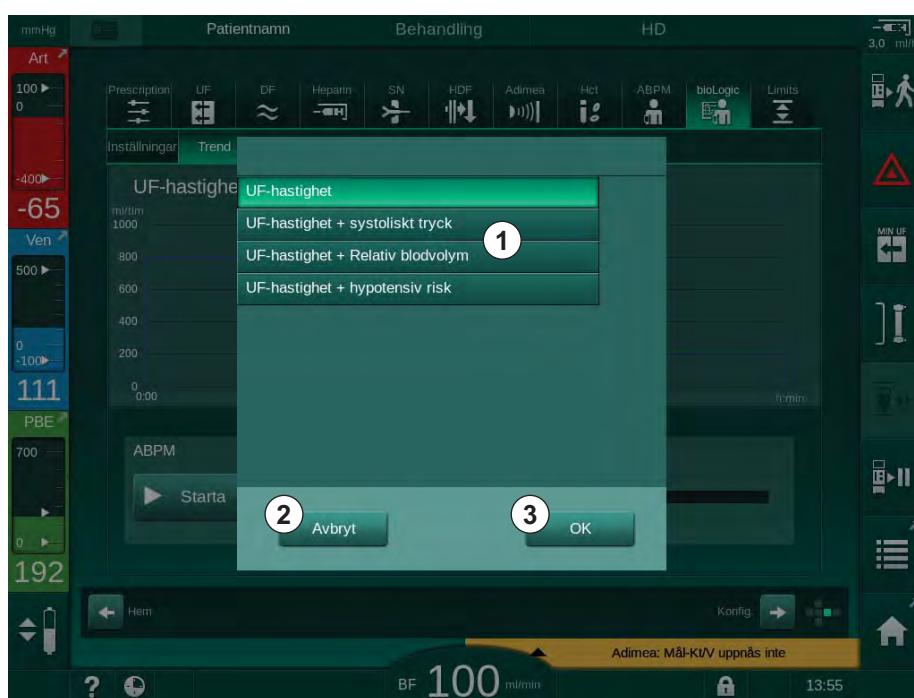 mmHg Patientnamn Behandling HD 3,0 ml/h
Art
100
0
-400
-65
Ven
500
0
-100
111
PBE
700
0
192
Prescription UF DF Heparin SN HDF Adimea Hct ABPM bioLogic Limits
Inställningar Trend
UF-hastighe
ml/tim
1000
800
600
400
200
0
0:00 h:min
UF-hastighet
UF-hastighet + systoliskt tryck
1
UF-hastighet + Relativ blodvolym
UF-hastighet + hypotensiv risk
ABPM
Starta
2 Avbryt
3 OK
MIN UF
Hem Konfig.
Adimea: Mål-Kt/V uppnås inte
? BF 100 ml/min 13:55